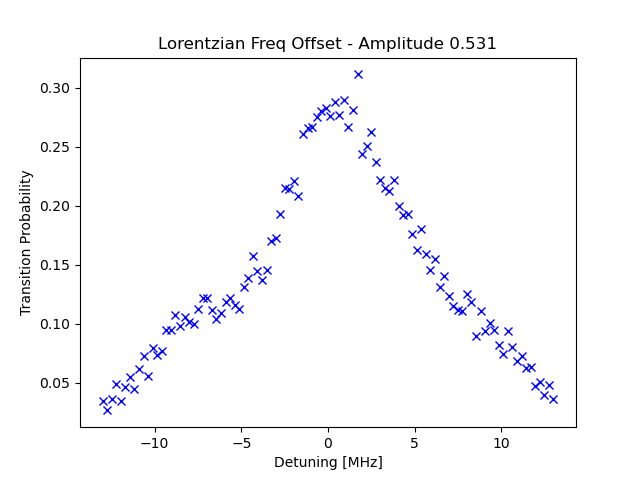 Lorentzian Freq Offset - Amplitude 0.531
Transition Probability
0.30
0.25
0.20
0.15
0.10
0.05
−10 −5 0 5 10
Detuning [MHz]